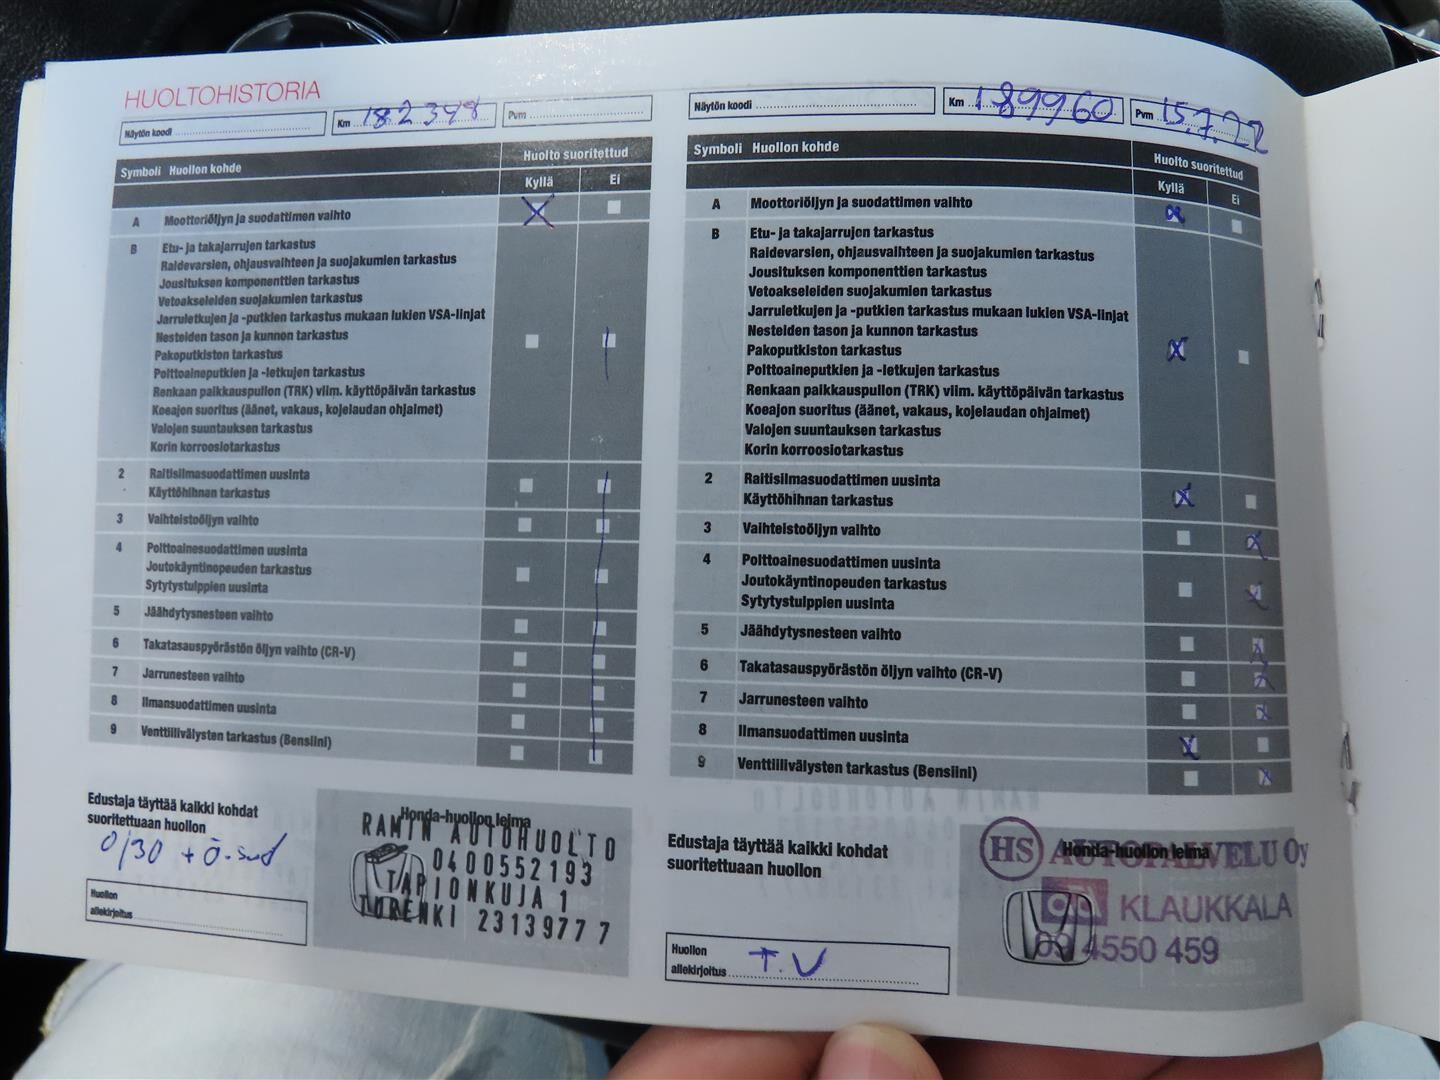 HUOLTOHISTORIA
Näytön koodi
Km 182348
Pvm
Symboli Huollon kohde
Huolto suoritettud
Kyllä Ei
A Moottoriöljyn ja suodattimen vaihto
B Etu- ja takajarrujen tarkastus
Raidevarsien, ohjausvaihteen ja suojakumien tarkastus
Jousituksen komponenttien tarkastus
Vetoakseleiden suojakumien tarkastus
Jarruletkujen ja -putkien tarkastus mukaan lukien VSA-linjat
Nesteiden tason ja kunnon tarkastus
Pakoputkiston tarkastus
Polttoaineputkien ja -letkujen tarkastus
Renkaan paikkauspullon (TRK) viim. käyttöpäivän tarkastus
Koeajon suoritus (äänet, vakaus, kojelaudan ohjaimet)
Valojen suuntauksen tarkastus
Korin korroosiotarkastus
2 Raitisilmasuodattimen uusinta
Käyttöhihnan tarkastus
3 Vaihteistoöljyn vaihto
4 Polttoainesuodattimen uusinta
Joutokäyntinopeuden tarkastus
Sytytystulppien uusinta
5 Jäähdytysnesteen vaihto
6 Takatasauspyörästön öljyn vaihto (CR-V)
7 Jarrunesteen vaihto
8 Ilmansuodattimen uusinta
9 Venttiilivälysten tarkastus (Bensiini)
Edustaja täyttää kaikki kohdat
suoritettuaan huollon
0/30 + ö.sud
Huollon
allekirjoitus
Honda-huollon leima
RAMIN AUTOHUOLTO
0400552193
TAPIONKUJA 1
TURENKI 2313977 7
Näytön koodi
Km 189960
Pvm 15.7.22
Symboli Huollon kohde
Huolto suoritettud
Kyllä Ei
A Moottoriöljyn ja suodattimen vaihto
B Etu- ja takajarrujen tarkastus
Raidevarsien, ohjausvaihteen ja suojakumien tarkastus
Jousituksen komponenttien tarkastus
Vetoakseleiden suojakumien tarkastus
Jarruletkujen ja -putkien tarkastus mukaan lukien VSA-linjat
Nesteiden tason ja kunnon tarkastus
Pakoputkiston tarkastus
Polttoaineputkien ja -letkujen tarkastus
Renkaan paikkauspullon (TRK) viim. käyttöpäivän tarkastus
Koeajon suoritus (äänet, vakaus, kojelaudan ohjaimet)
Valojen suuntauksen tarkastus
Korin korroosiotarkastus
2 Raitisilmasuodattimen uusinta
Käyttöhihnan tarkastus
3 Vaihteistoöljyn vaihto
4 Polttoainesuodattimen uusinta
Joutokäyntinopeuden tarkastus
Sytytystulppien uusinta
5 Jäähdytysnesteen vaihto
6 Takatasauspyörästön öljyn vaihto (CR-V)
7 Jarrunesteen vaihto
8 Ilmansuodattimen uusinta
9 Venttiilivälysten tarkastus (Bensiini)
Edustaja täyttää kaikki kohdat
suoritettuaan huollon
Huollon
allekirjoitus T.V
Honda-huollon leima
HS AUTOPALVELU Oy
KLAUKKALA
09 4550 459